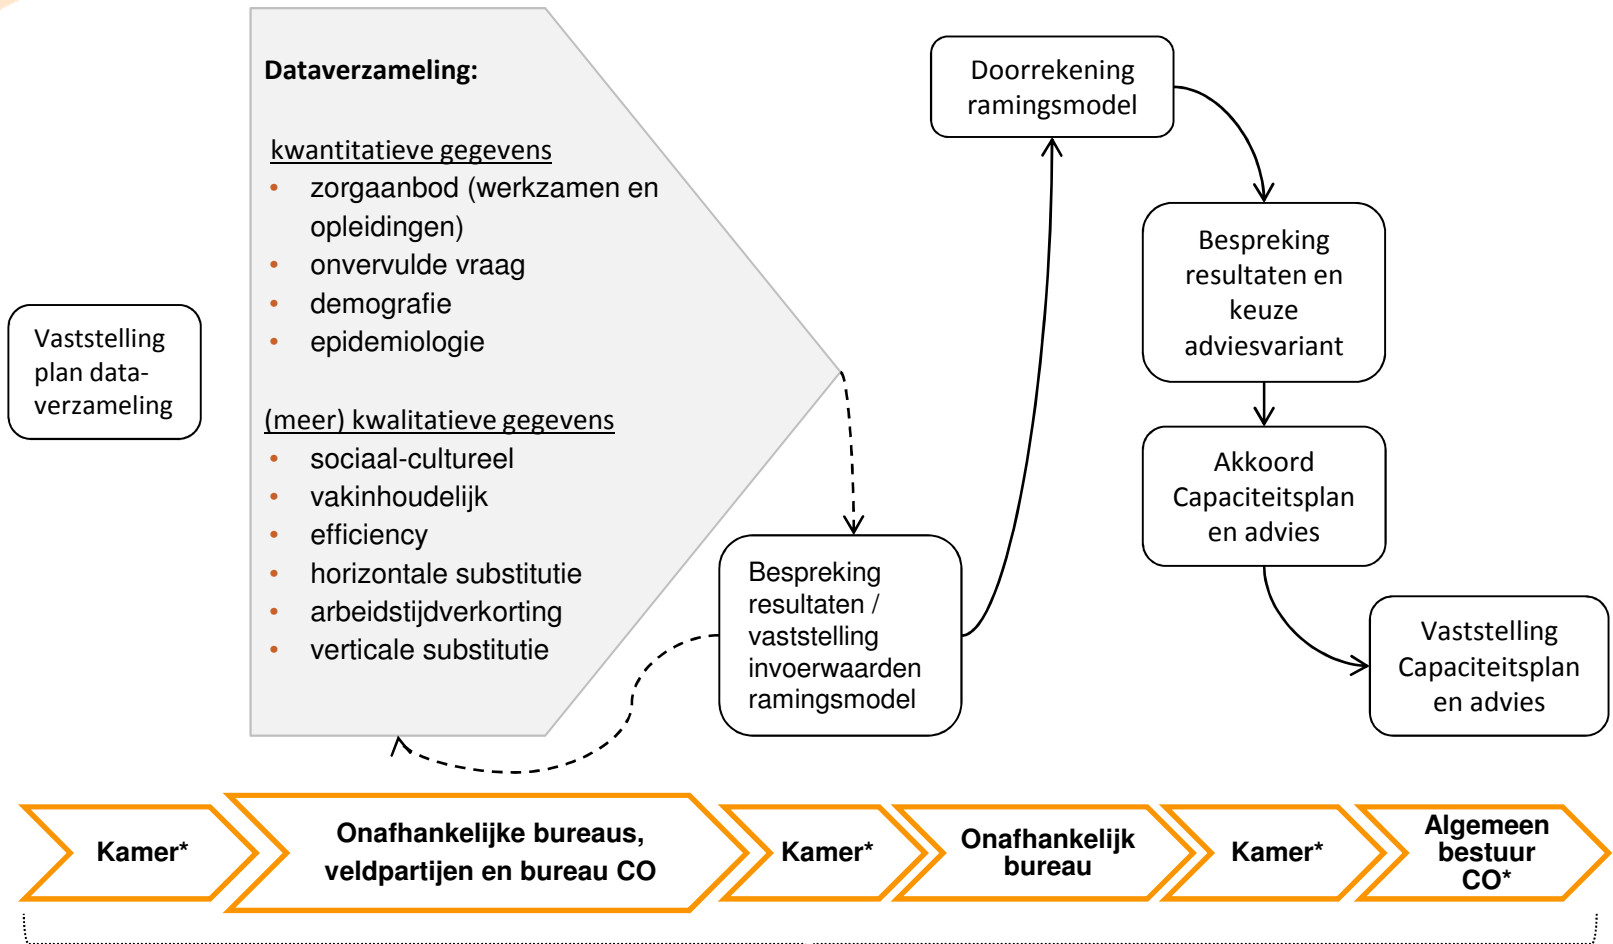 Vaststelling
plan data-
verzameling
Dataverzameling:
kwantitatieve gegevens
• zorgaanbod (werkzamen en
opleidingen)
• onvervulde vraag
• demografie
• epidemiologie
(meer) kwalitatieve gegevens
• sociaal-cultureel
• vakinhoudelijk
• efficiency
• horizontale substitutie
• arbeidstijdverkorting
• verticale substitutie
Bespreking
resultaten /
vaststelling
invoerwaarden
ramingsmodel
Doorrekening
ramingsmodel
Bespreking
resultaten en
keuze
adviesvariant
Akkoord
Capaciteitsplan
en advies
Vaststelling
Capaciteitsplan
en advies
Kamer*
Onafhankelijke bureaus,
veldpartijen en bureau CO
Kamer*
Onafhankelijk
bureau
Kamer*
Algemeen
bestuur
CO*